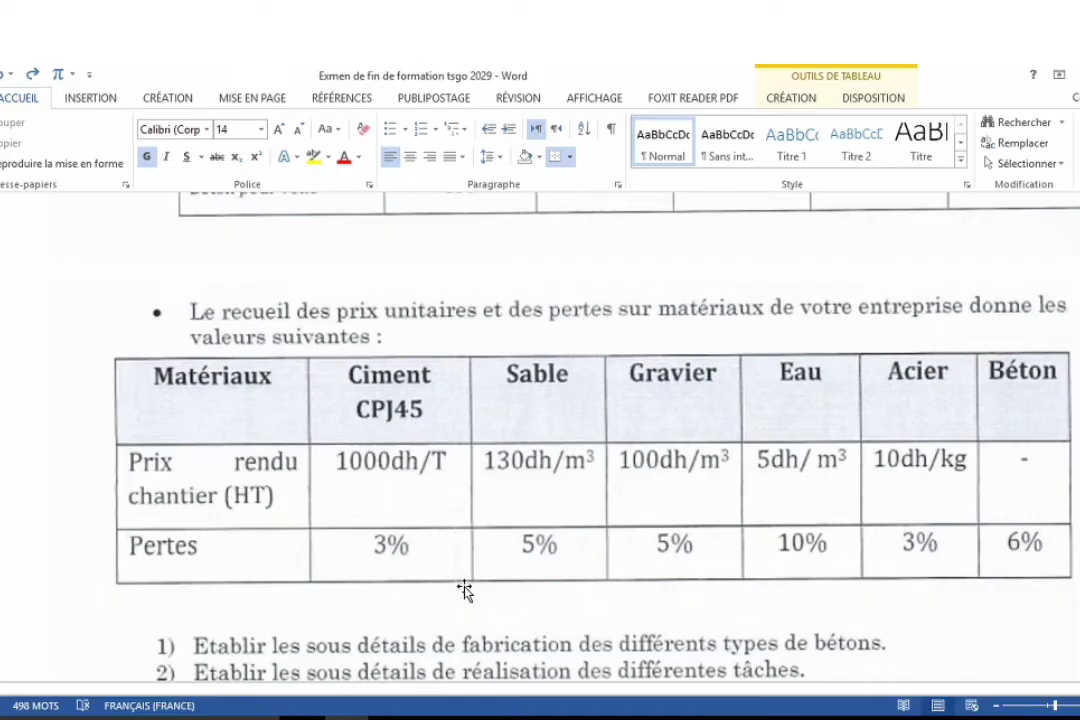 Exmen de fin de formation tsgo 2029 - Word
OUTILS DE TABLEAU
ACCUEIL INSERTION CRÉATION MISE EN PAGE RÉFÉRENCES PUBLIPOSTAGE RÉVISION AFFICHAGE FOXIT READER PDF CRÉATION DISPOSITION
Calibri (Corp 14
Rechercher
Remplacer
Sélectionner
eproduire la mise en forme
AaBbCcDc AaBbCcDc AaBbC( AaBbCcE AaBl
¶ Normal ¶ Sans int... Titre 1 Titre 2 Titre
esse-papiers Police Paragraphe Style Modification
• Le recueil des prix unitaires et des pertes sur matériaux de votre entreprise donne les
valeurs suivantes :
Matériaux Ciment Sable Gravier Eau Acier Béton
CPJ45
Prix rendu 1000dh/T 130dh/m³ 100dh/m³ 5dh/ m³ 10dh/kg -
chantier (HT)
Pertes 3% 5% 5% 10% 3% 6%
1) Etablir les sous détails de fabrication des différents types de bétons.
2) Etablir les sous détails de réalisation des différentes tâches.
498 MOTS FRANÇAIS (FRANCE)